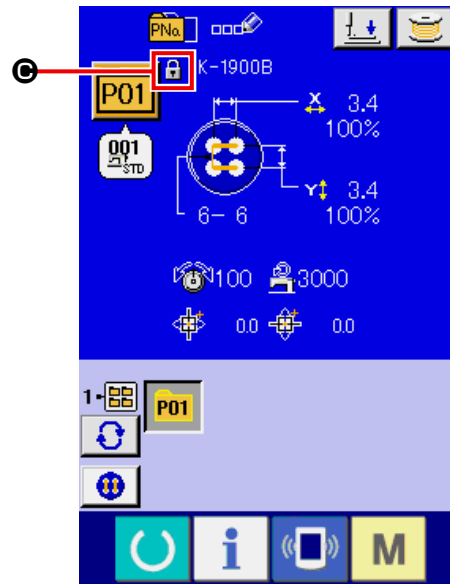 PNo.
C
K-1900B
P01
X 3.4
100%
001
STD
Y 3.4
6- 6 100%
100 3000
0.0 0.0
1・ P01
i M